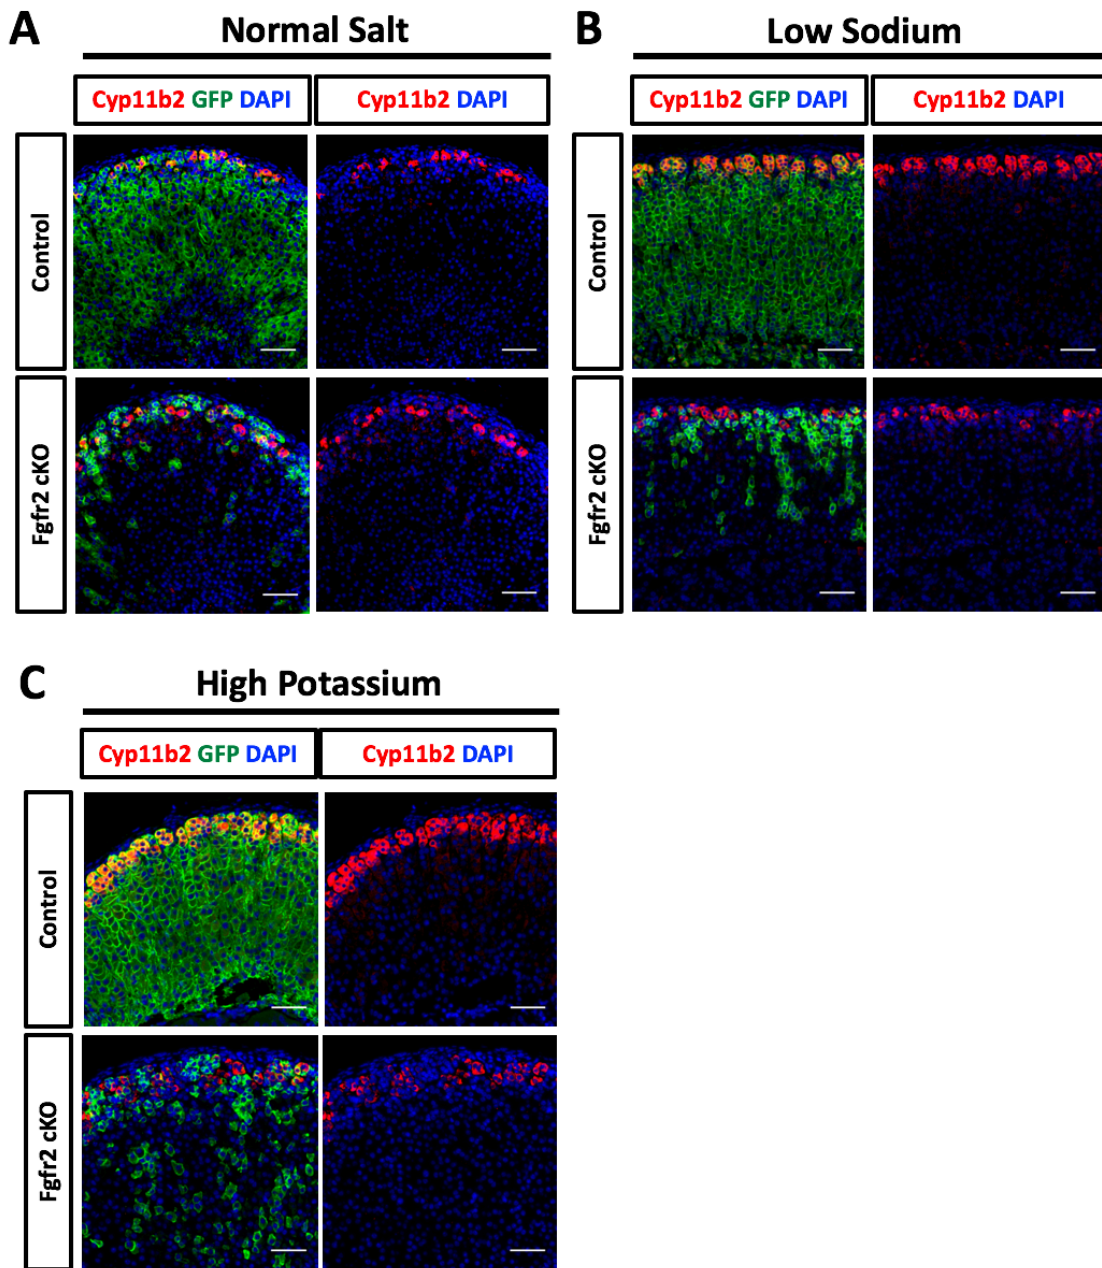 A
Normal Salt
Cyp11b2 GFP DAPI
Cyp11b2 DAPI
Control
Fgfr2 cKO
B
Low Sodium
Cyp11b2 GFP DAPI
Cyp11b2 DAPI
Control
Fgfr2 cKO
C
High Potassium
Cyp11b2 GFP DAPI
Cyp11b2 DAPI
Control
Fgfr2 cKO